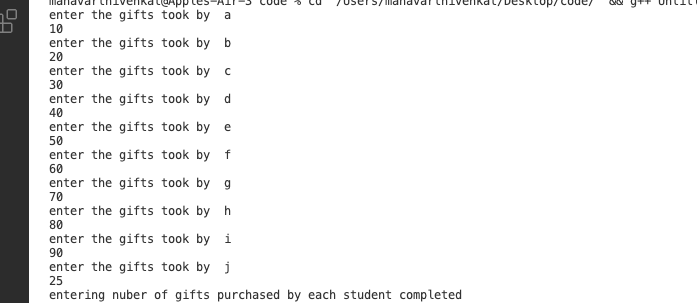 manavarthivenkat@Apples-Air-3 code % cd "/Users/manavarthivenkat/Desktop/code/" && g++
enter the gifts took by  a
10
enter the gifts took by  b
20
enter the gifts took by  c
30
enter the gifts took by  d
40
enter the gifts took by  e
50
enter the gifts took by  f
60
enter the gifts took by  g
70
enter the gifts took by  h
80
enter the gifts took by  i
90
enter the gifts took by  j
25
entering nuber of gifts purchased by each student completed